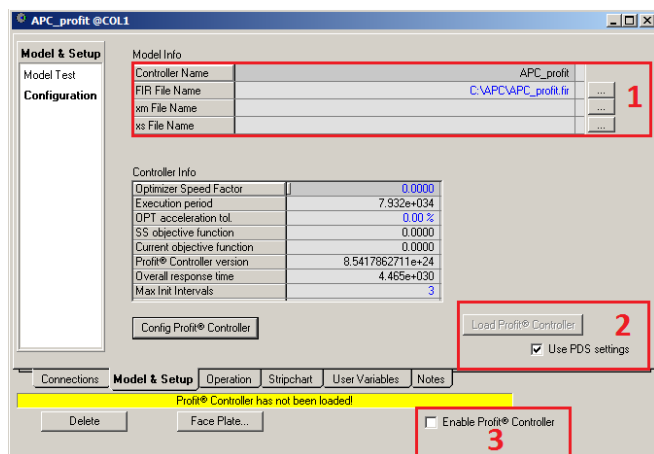 APC_profit @COL1
Model & Setup
Model Test
Configuration
Model Info
Controller Name APC_profit
FIR File Name C:\APC\APC_profit.fir ...
xm File Name ...
xs File Name ...
1
Controller Info
Optimizer Speed Factor 0.0000
Execution period 7.932e+034
OPT acceleration tol. 0.00 %
SS objective function 0.0000
Current objective function 0.0000
Profit® Controller version 8.5417862711e+24
Overall response time 4.465e+030
Max Init Intervals 3
Config Profit® Controller
Load Profit® Controller
2
Use PDS settings
Connections Model & Setup Operation Stripchart User Variables Notes
Profit® Controller has not been loaded!
Delete Face Plate... Enable Profit® Controller
3